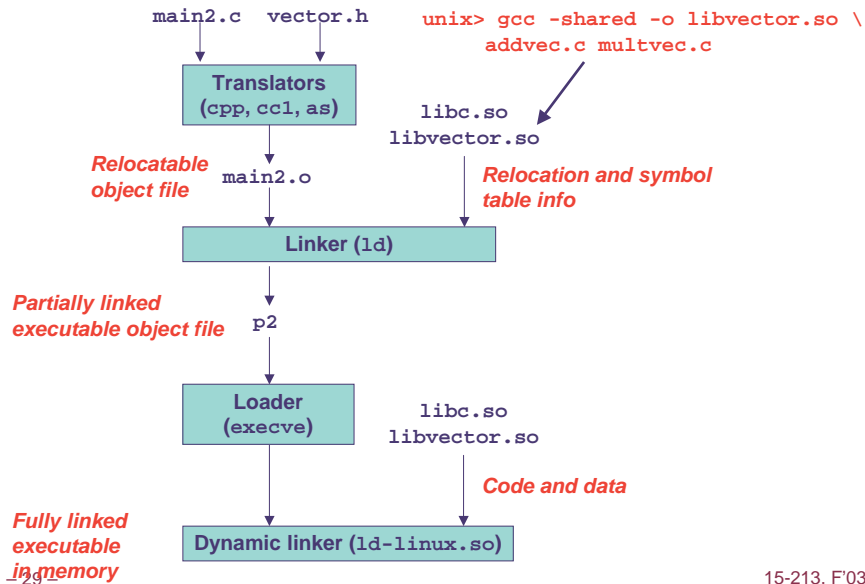 main2.c vector.h
unix> gcc -shared -o libvector.so \
addvec.c multvec.c
Translators
(cpp, cc1, as)
libc.so
libvector.so
Relocatable
object file
main2.o
Relocation and symbol
table info
Linker (ld)
Partially linked
executable object file
p2
Loader
(execve)
libc.so
libvector.so
Code and data
Fully linked
executable
in memory
Dynamic linker (ld-linux.so)
– 29 –
15-213, F'03